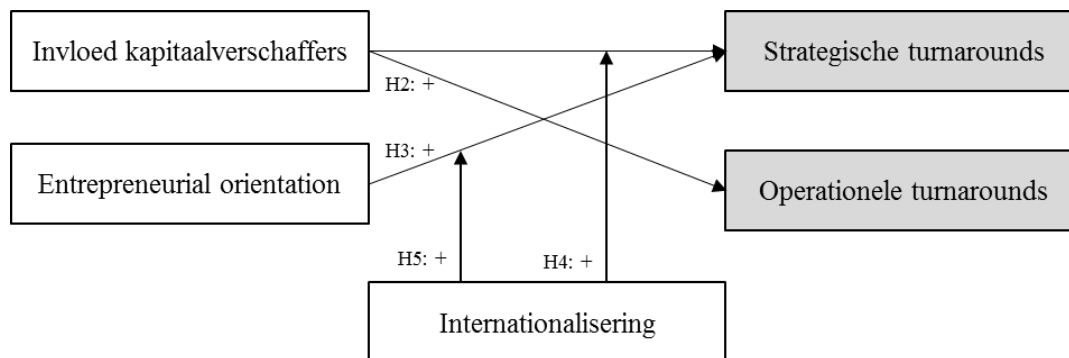 Invloed kapitaalverschaffers
Strategische turnarounds
H2: +
H3: +
Entrepreneurial orientation
Operationele turnarounds
H5: +
H4: +
Internationalisering